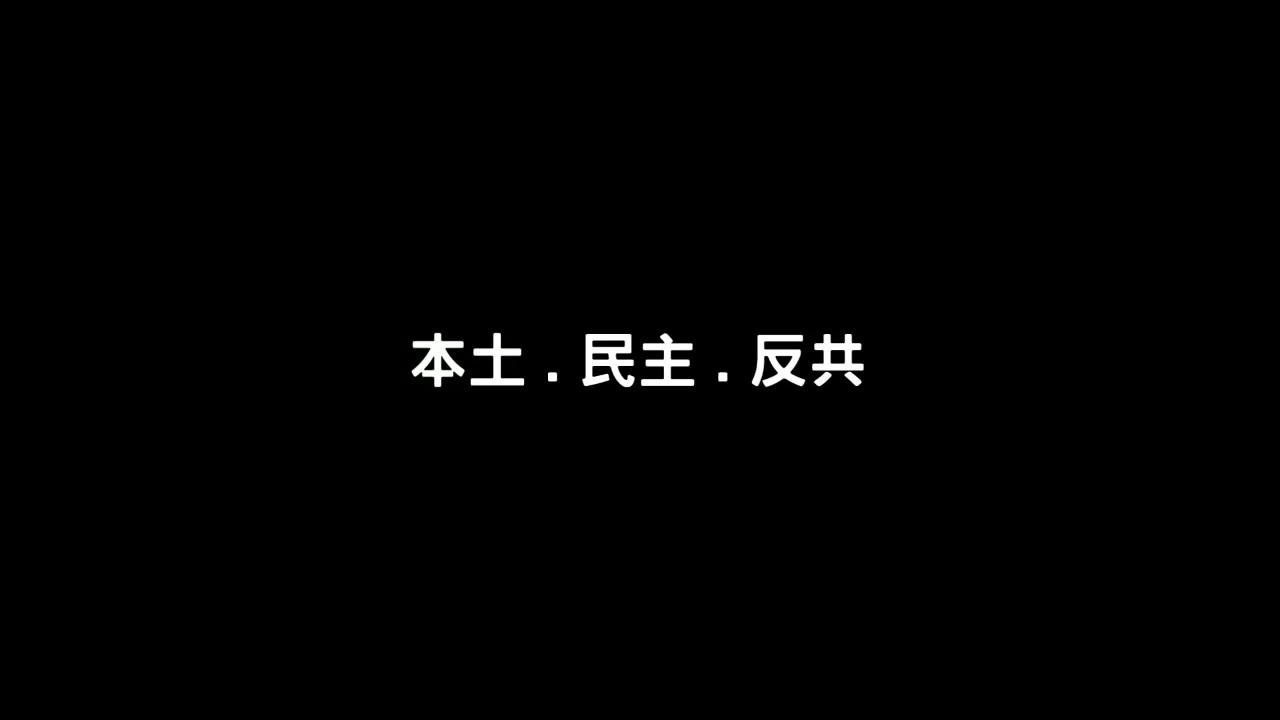 本土 . 民主 . 反共